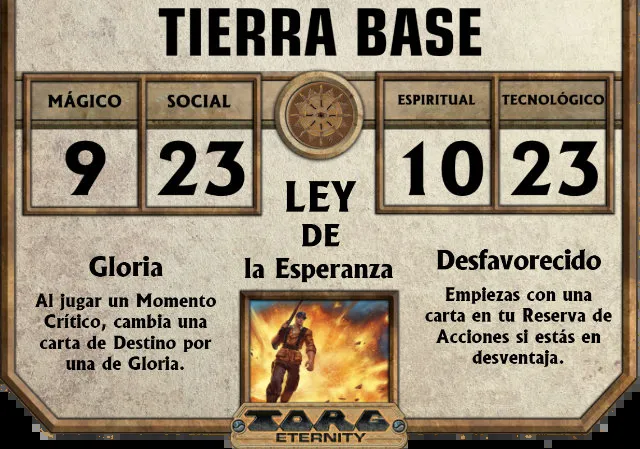 TIERRA BASE
MÁGICO
SOCIAL
ESPIRITUAL
TECNOLÓGICO
9
23
10
23
LEY
DE
la Esperanza
Gloria
Al jugar un Momento
Crítico, cambia una
carta de Destino por
una de Gloria.
Desfavorecido
Empiezas con una
carta en tu Reserva de
Acciones si estás en
desventaja.
TORG
ETERNITY